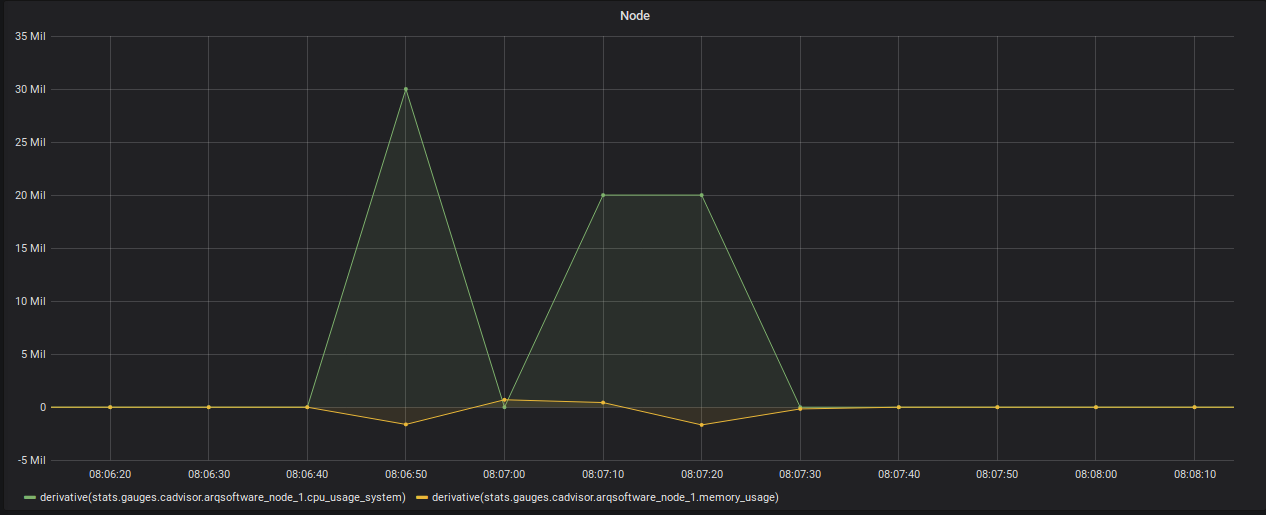 Node
35 Mil
30 Mil
25 Mil
20 Mil
15 Mil
10 Mil
5 Mil
0
-5 Mil
08:06:20 08:06:30 08:06:40 08:06:50 08:07:00 08:07:10 08:07:20 08:07:30 08:07:40 08:07:50 08:08:00 08:08:10
derivative(stats.gauges.cadvisor.arqsoftware_node_1.cpu_usage_system) derivative(stats.gauges.cadvisor.arqsoftware_node_1.memory_usage)